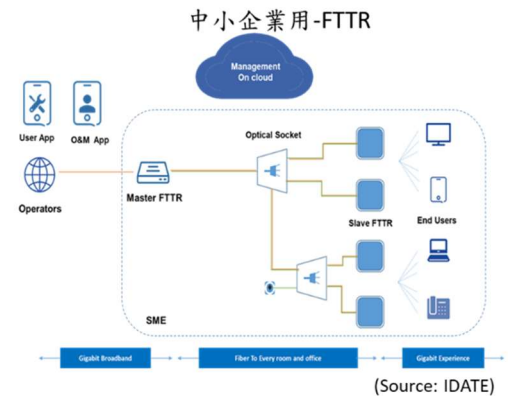 中小企業用-FTTR
Management
On cloud
User App
O&M App
Optical Socket
Operators
Master FTTR
Slave FTTR
End Users
SME
Gigabit Broadband
Fiber To Every room and office
Gigabit Experience
(Source: IDATE)